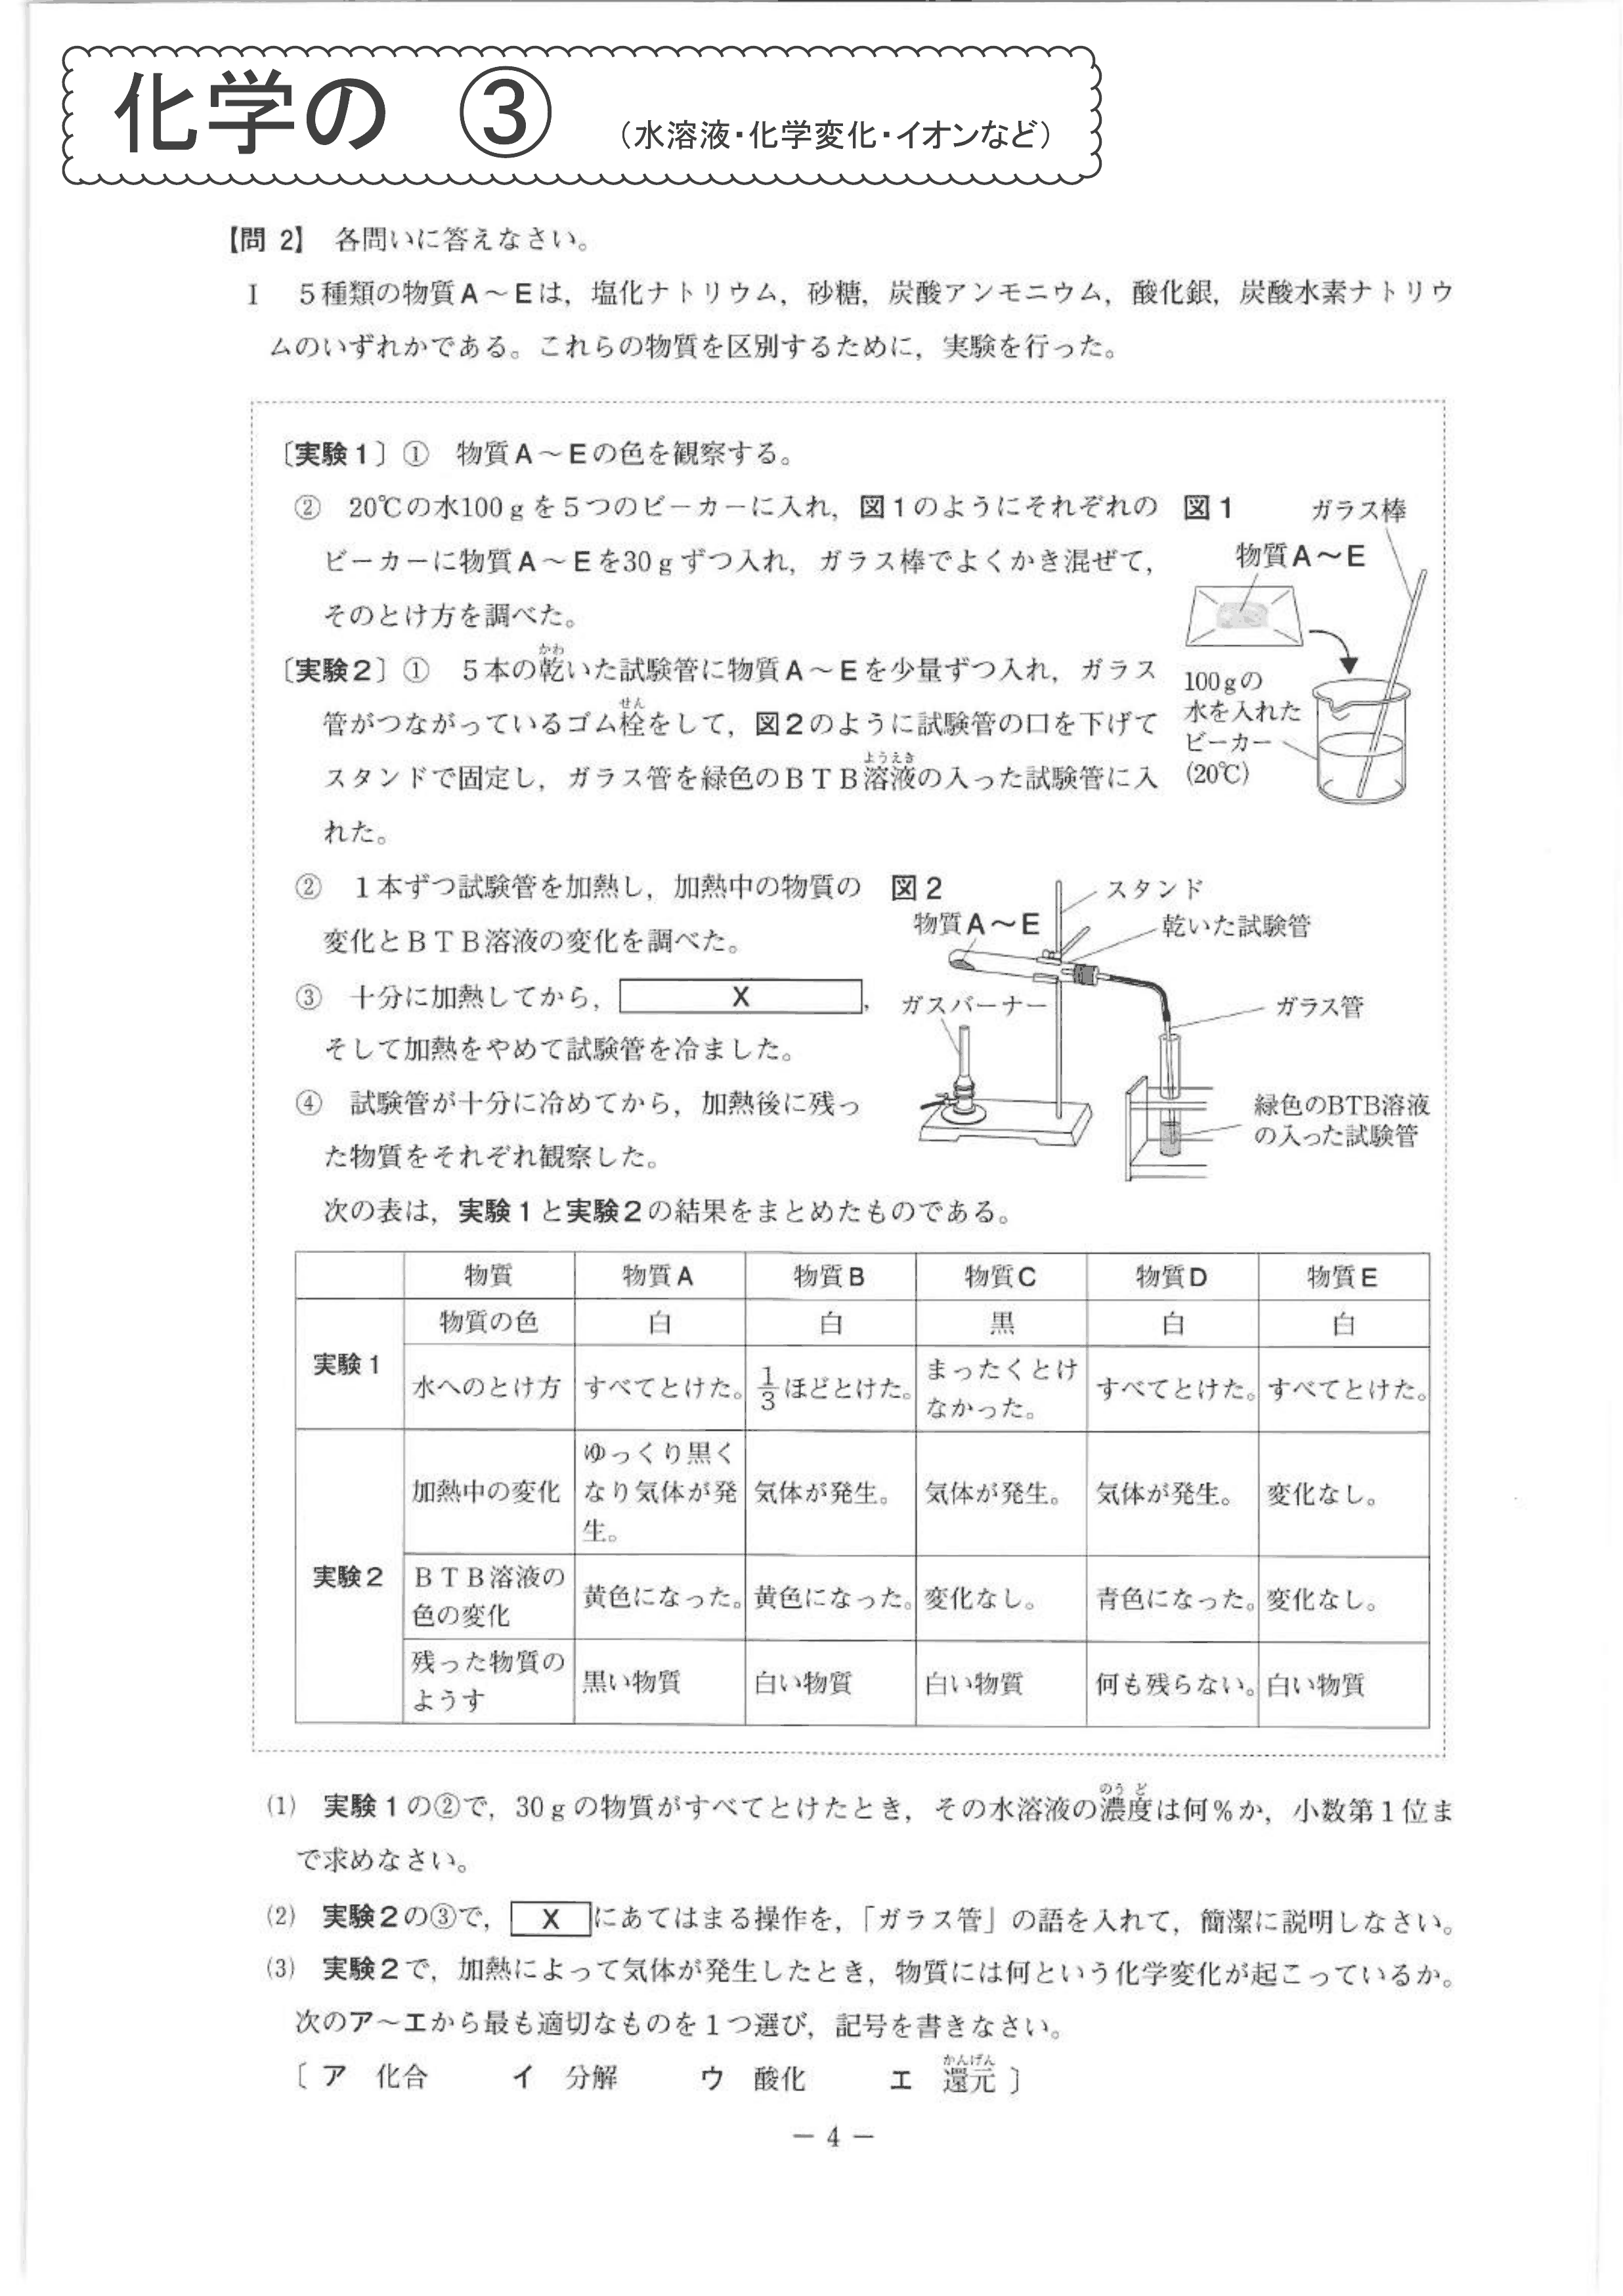 化学の ③ （水溶液・化学変化・イオンなど）
【問 2】 各問いに答えなさい。
Ⅰ ５種類の物質Ａ～Ｅは，塩化ナトリウム，砂糖，炭酸アンモニウム，酸化銀，炭酸水素ナトリウ
ムのいずれかである。これらの物質を区別するために，実験を行った。
〔実験１〕① 物質Ａ～Ｅの色を観察する。
② 20℃の水100ｇを５つのビーカーに入れ，図１のようにそれぞれの
ビーカーに物質Ａ～Ｅを30ｇずつ入れ，ガラス棒でよくかき混ぜて，
そのとけ方を調べた。
図１
ガラス棒
物質Ａ～Ｅ
100ｇの
水を入れた
ビーカー
(20℃)
かわ
〔実験２〕① ５本の乾いた試験管に物質Ａ～Ｅを少量ずつ入れ，ガラス
せん
管がつながっているゴム栓をして，図２のように試験管の口を下げて
ようえき
スタンドで固定し，ガラス管を緑色のＢＴＢ溶液の入った試験管に入
れた。
② １本ずつ試験管を加熱し，加熱中の物質の
変化とＢＴＢ溶液の変化を調べた。
③ 十分に加熱してから， Ｘ ，
そして加熱をやめて試験管を冷ました。
④ 試験管が十分に冷めてから，加熱後に残っ
た物質をそれぞれ観察した。
図２
スタンド
物質Ａ～Ｅ
乾いた試験管
ガスバーナー
ガラス管
緑色のBTB溶液
の入った試験管
次の表は，実験１と実験２の結果をまとめたものである。
物質 物質Ａ 物質Ｂ 物質Ｃ 物質Ｄ 物質Ｅ
実験１
物質の色 白 白 黒 白 白
水へのとけ方 すべてとけた。 1/3ほどとけた。 まったくとけ
なかった。 すべてとけた。 すべてとけた。
実験２
加熱中の変化 ゆっくり黒く
なり気体が発
生。 気体が発生。 気体が発生。 気体が発生。 変化なし。
ＢＴＢ溶液の
色の変化 黄色になった。 黄色になった。 変化なし。 青色になった。 変化なし。
残った物質の
ようす 黒い物質 白い物質 白い物質 何も残らない。 白い物質
のう ど
(1) 実験１の②で，30ｇの物質がすべてとけたとき，その水溶液の濃度は何％か，小数第１位ま
で求めなさい。
(2) 実験２の③で， Ｘ にあてはまる操作を，「ガラス管」の語を入れて，簡潔に説明しなさい。
(3) 実験２で，加熱によって気体が発生したとき，物質には何という化学変化が起こっているか。
次のア～エから最も適切なものを１つ選び，記号を書きなさい。
かんげん
〔 ア 化合 イ 分解 ウ 酸化 エ 還元 〕
－ 4 －